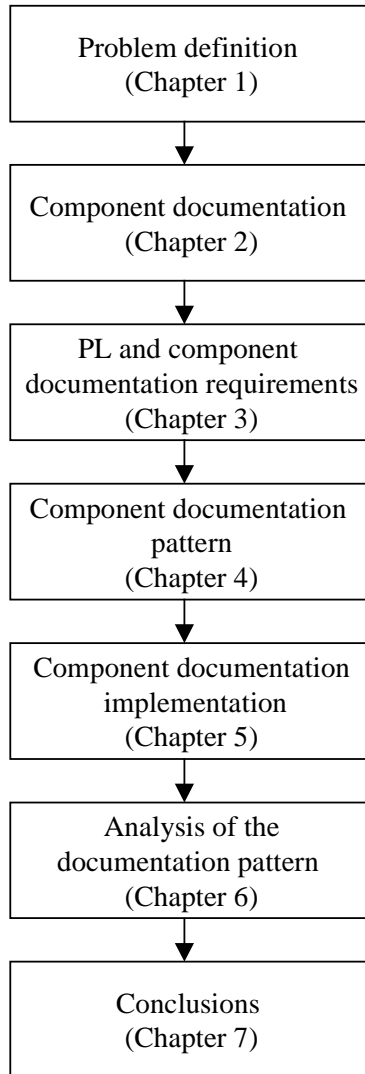 Problem definition
(Chapter 1)
Component documentation
(Chapter 2)
PL and component
documentation requirements
(Chapter 3)
Component documentation
pattern
(Chapter 4)
Component documentation
implementation
(Chapter 5)
Analysis of the
documentation pattern
(Chapter 6)
Conclusions
(Chapter 7)